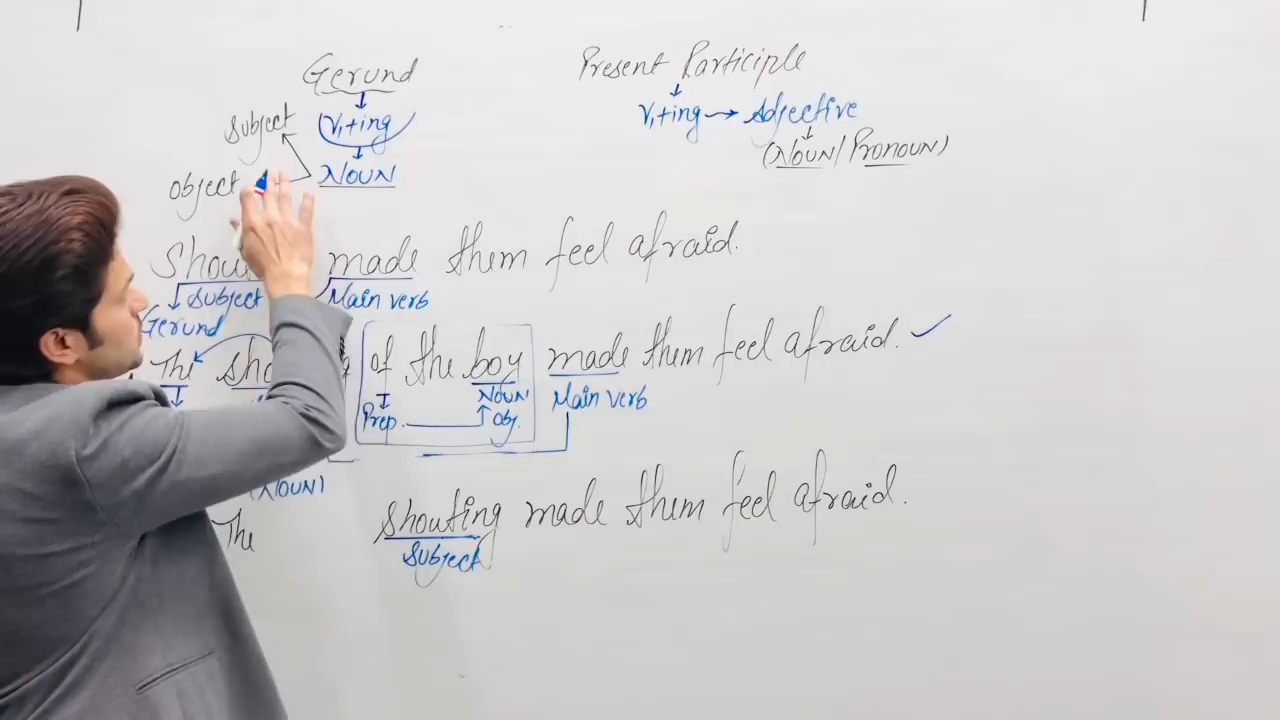 Gerund Present Participle
Subject V1+ing V1+ing → Adjective
object NOUN (NOUN/PRONOUN)
made them feel afraid.
Subject Main verb
Gerund
The of the boy made them feel afraid. ✓
NOUN Main verb
Prep. obj.
(NOUN)
The shouting made them feel afraid.
Subject